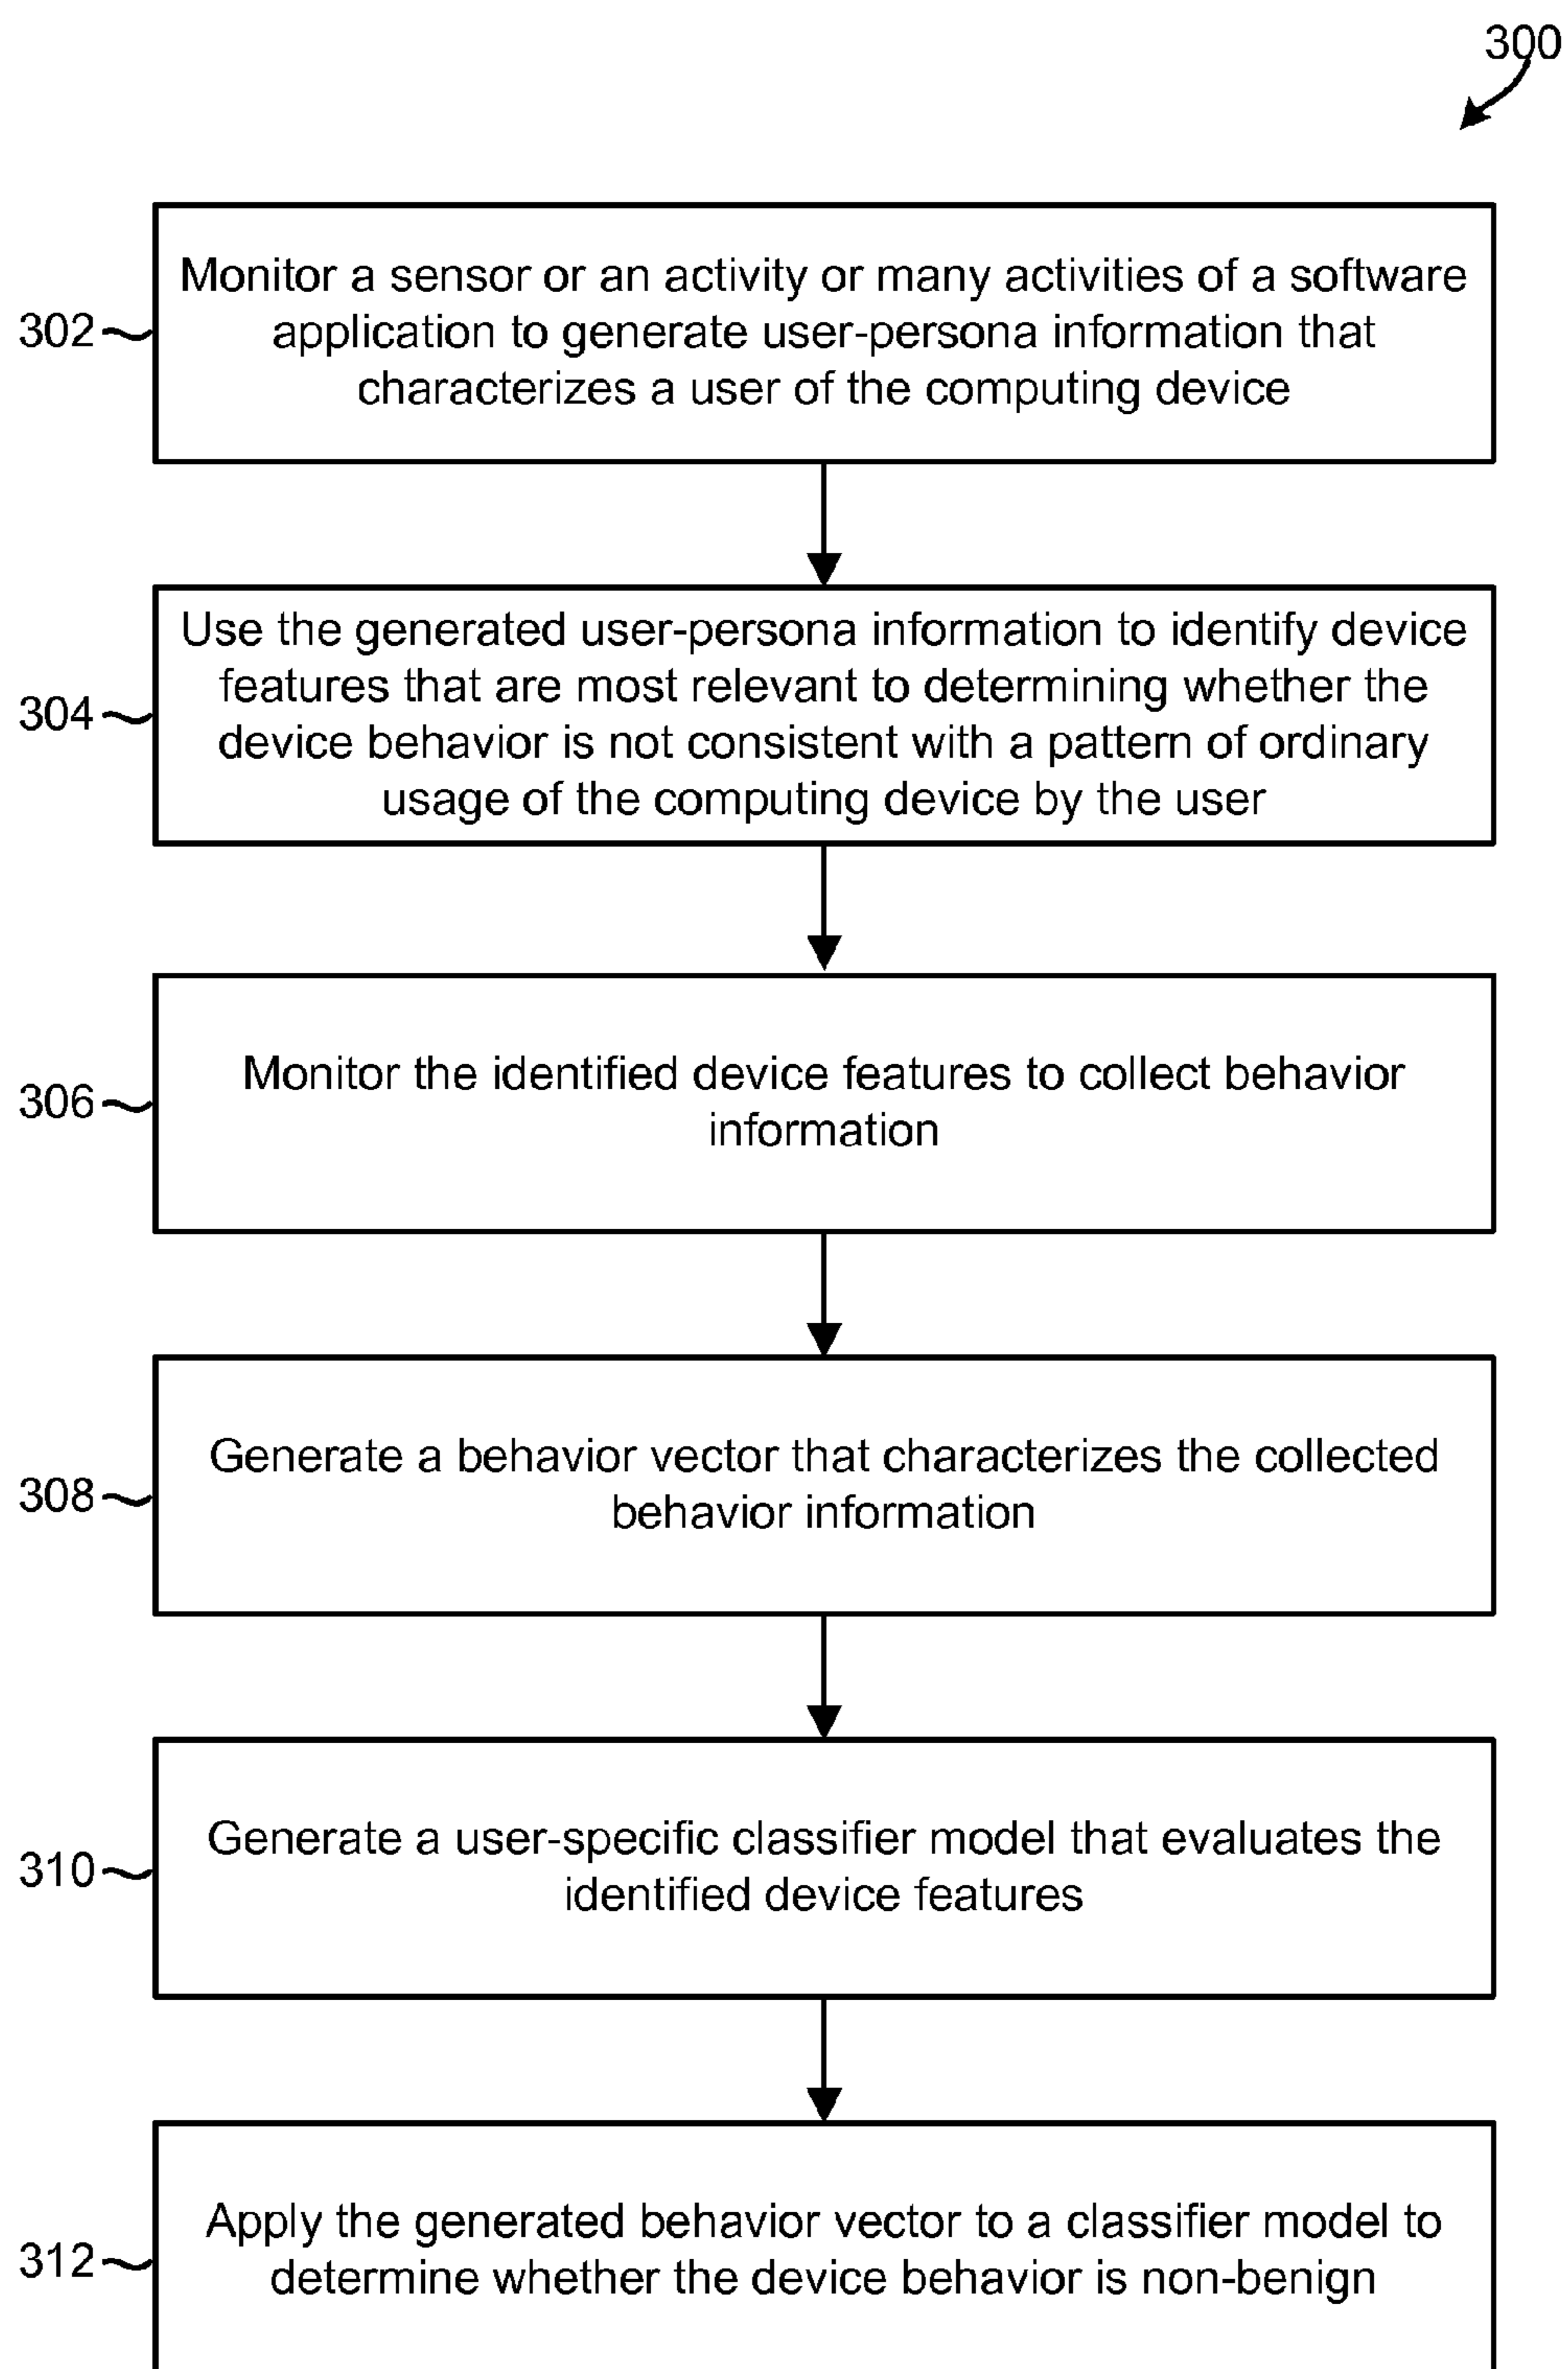 300
302
Monitor a sensor or an activity or many activities of a software
application to generate user-persona information that
characterizes a user of the computing device
304
Use the generated user-persona information to identify device
features that are most relevant to determining whether the
device behavior is not consistent with a pattern of ordinary
usage of the computing device by the user
306
Monitor the identified device features to collect behavior
information
308
Generate a behavior vector that characterizes the collected
behavior information
310
Generate a user-specific classifier model that evaluates the
identified device features
312
Apply the generated behavior vector to a classifier model to
determine whether the device behavior is non-benign